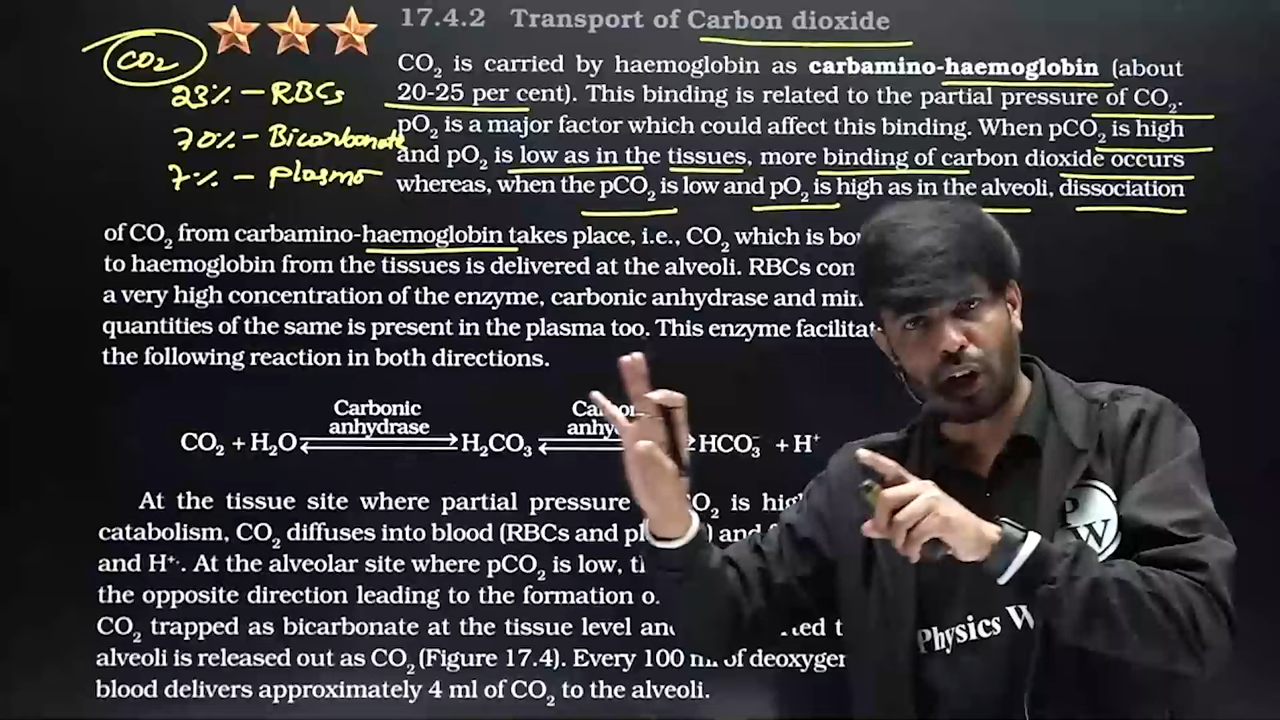 17.4.2 Transport of Carbon dioxide
CO₂
23% – RBCs
70% – Bicarbonate
7% – Plasma
CO₂ is carried by haemoglobin as carbamino-haemoglobin (about
20-25 per cent). This binding is related to the partial pressure of CO₂.
pO₂ is a major factor which could affect this binding. When pCO₂ is high
and pO₂ is low as in the tissues, more binding of carbon dioxide occurs
whereas, when the pCO₂ is low and pO₂ is high as in the alveoli, dissociation
of CO₂ from carbamino-haemoglobin takes place, i.e., CO₂ which is
to haemoglobin from the tissues is delivered at the alveoli. RBCs
a very high concentration of the enzyme, carbonic anhydrase and
quantities of the same is present in the plasma too. This enzyme
the following reaction in both directions.
Carbonic
anhydrase
CO₂ + H₂O ⇌ H₂CO₃ ⇌ HCO₃⁻ + H⁺
At the tissue site where partial pressure
catabolism, CO₂ diffuses into blood (RBCs and
and H⁺. At the alveolar site where pCO₂ is low,
the opposite direction leading to the formation
CO₂ trapped as bicarbonate at the tissue level
alveoli is released out as CO₂ (Figure 17.4). Every 100 of
blood delivers approximately 4 ml of CO₂ to the alveoli.
P
W
Physics W